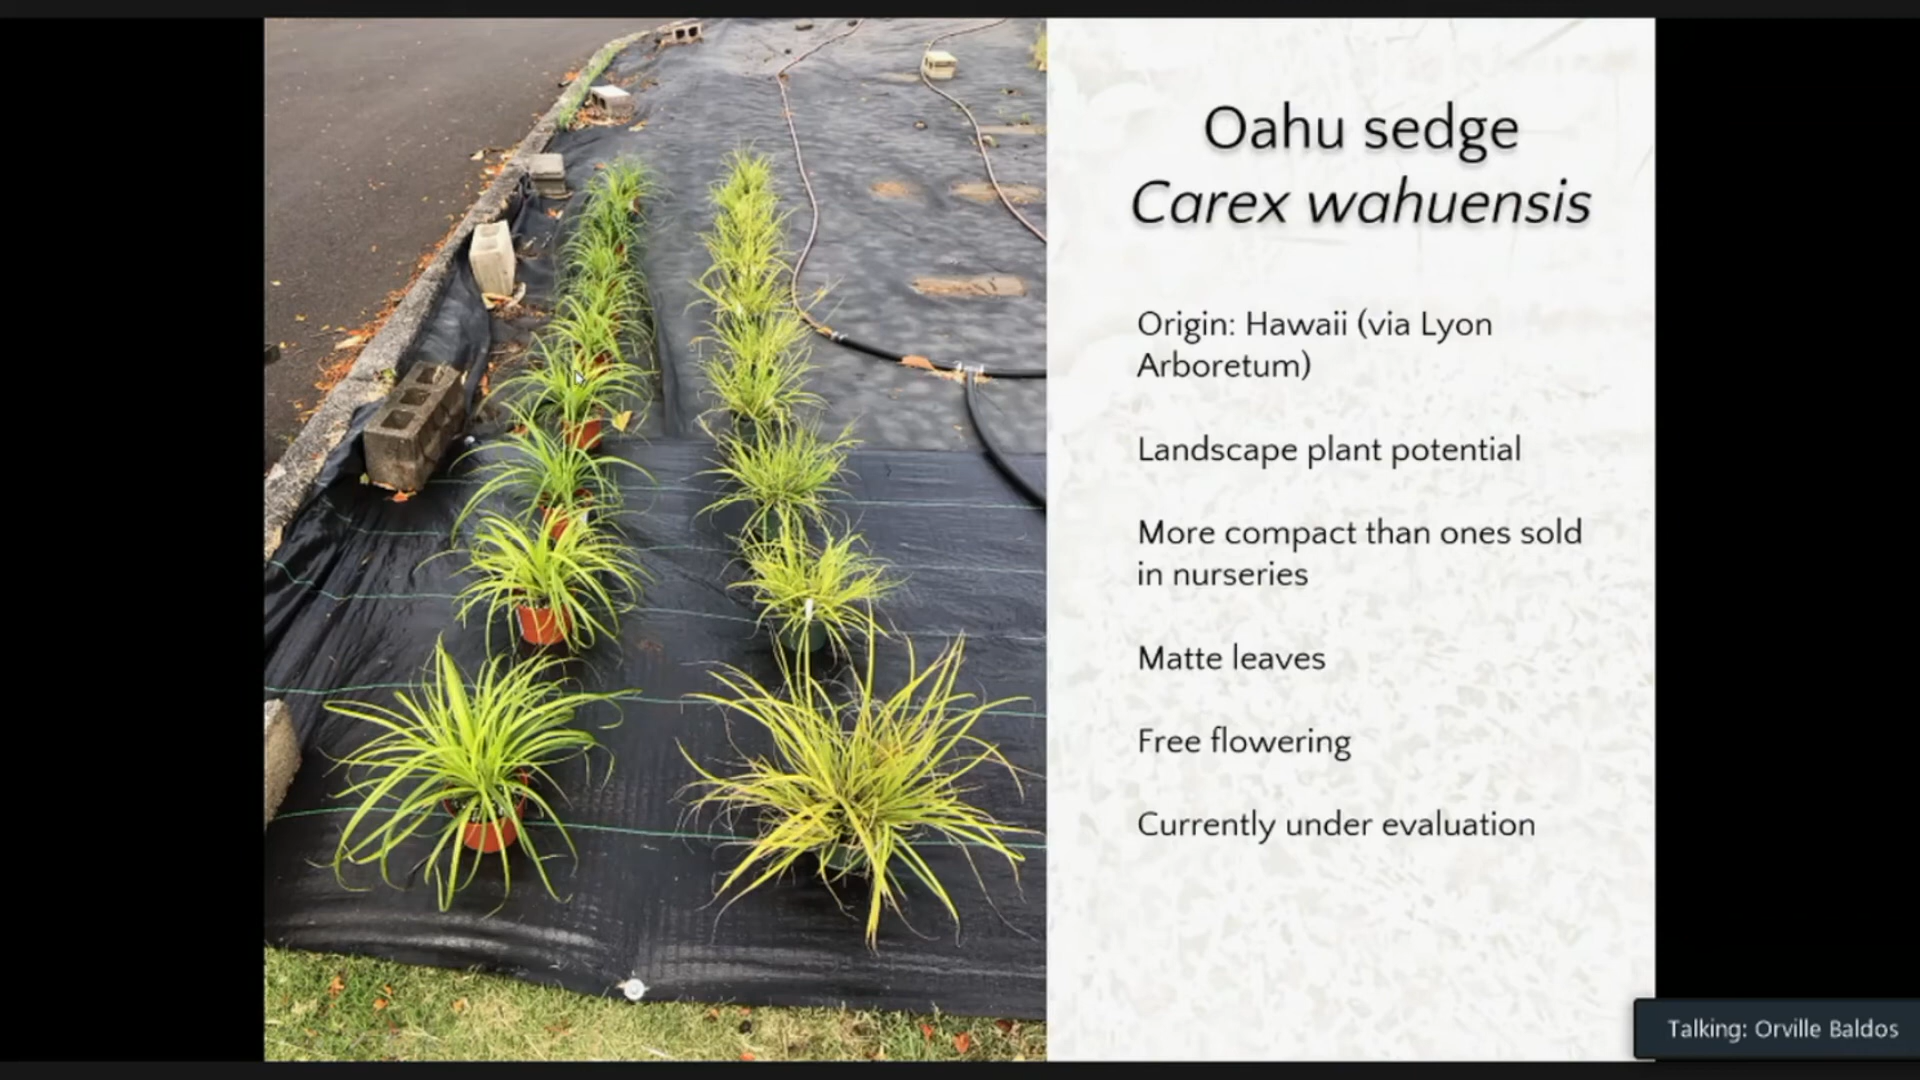 Oahu sedge
Carex wahuensis
Origin: Hawaii (via Lyon
Arboretum)
Landscape plant potential
More compact than ones sold
in nurseries
Matte leaves
Free flowering
Currently under evaluation
Talking: Orville Baldos